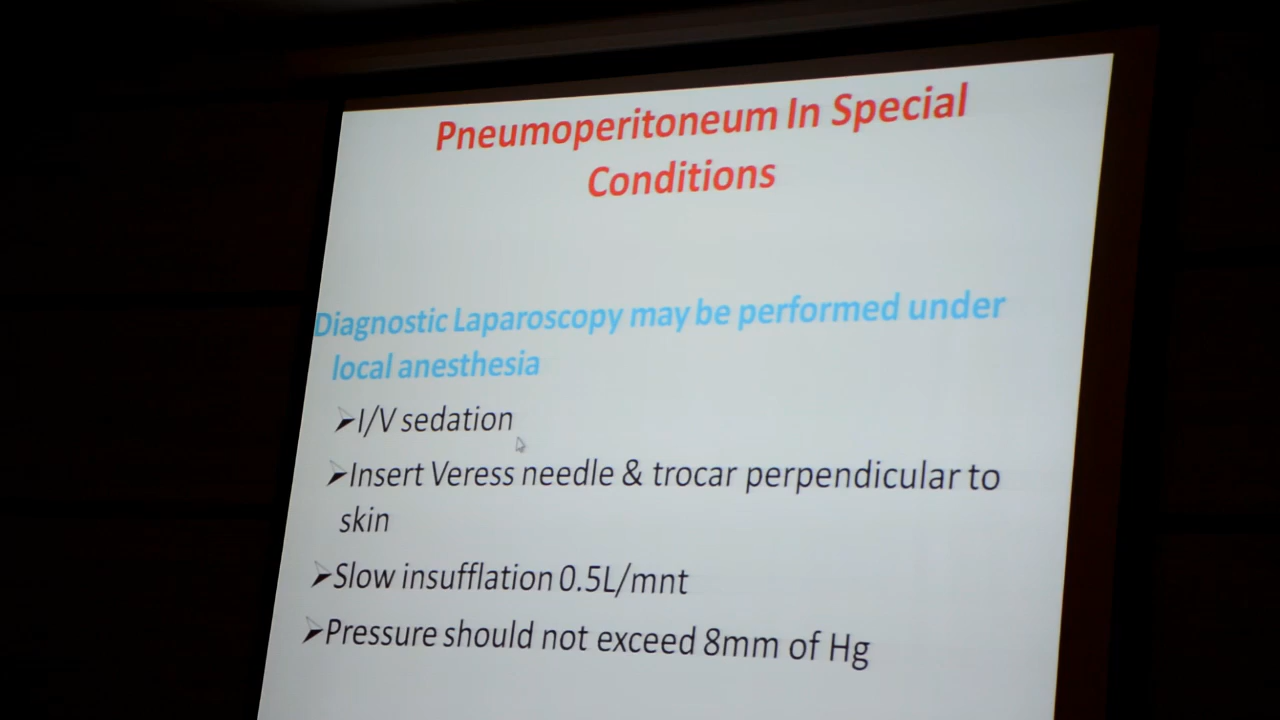 Pneumoperitoneum In Special
Conditions
Diagnostic Laparoscopy may be performed under
local anesthesia
➢I/V sedation
➢Insert Veress needle & trocar perpendicular to
skin
➢Slow insufflation 0.5L/mnt
➢Pressure should not exceed 8mm of Hg